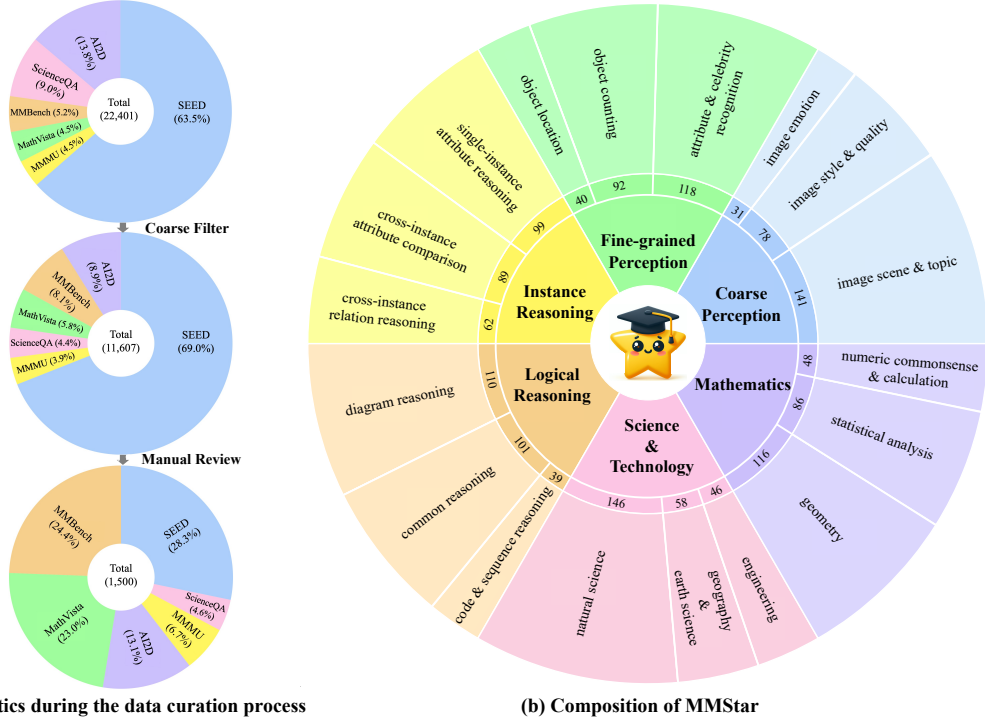 AI2D
(13.8%)
ScienceQA
(9.0%)
MMBench (5.2%)
MathVista (4.5%)
MMMU (4.5%)
SEED
(63.5%)
Total
(22,401)
Coarse Filter
AI2D
(8.9%)
MMBench
(8.1%)
MathVista (5.8%)
ScienceQA (4.4%)
MMMU (3.9%)
SEED
(69.0%)
Total
(11,607)
Manual Review
MMBench
(24.4%)
SEED
(28.3%)
Total
(1,500)
ScienceQA
(4.6%)
MMMU
(6.7%)
AI2D
(13.1%)
MathVista
(23.0%)
tics during the data curation process
object location
object counting
attribute & celebrity
recognition
40
92
118
Fine-grained
Perception
image emotion
image style & quality
image scene & topic
31
78
141
Coarse
Perception
single-instance
attribute reasoning
cross-instance
attribute comparison
cross-instance
relation reasoning
99
89
62
Instance
Reasoning
numeric commonsense
& calculation
statistical analysis
geometry
48
86
116
Mathematics
diagram reasoning
common reasoning
code & sequence reasoning
110
101
39
Logical
Reasoning
Science
&
Technology
146
58
46
natural science
geography
&
earth science
engineering
(b) Composition of MMStar